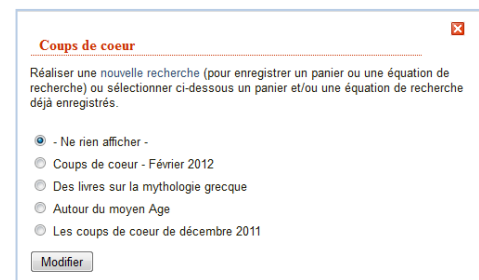 Coups de coeur
Réaliser une nouvelle recherche (pour enregistrer un panier ou une équation de
recherche) ou sélectionner ci-dessous un panier et/ou une équation de recherche
déjà enregistrés.
- Ne rien afficher -
Coups de coeur - Février 2012
Des livres sur la mythologie grecque
Autour du moyen Age
Les coups de coeur de décembre 2011
Modifier